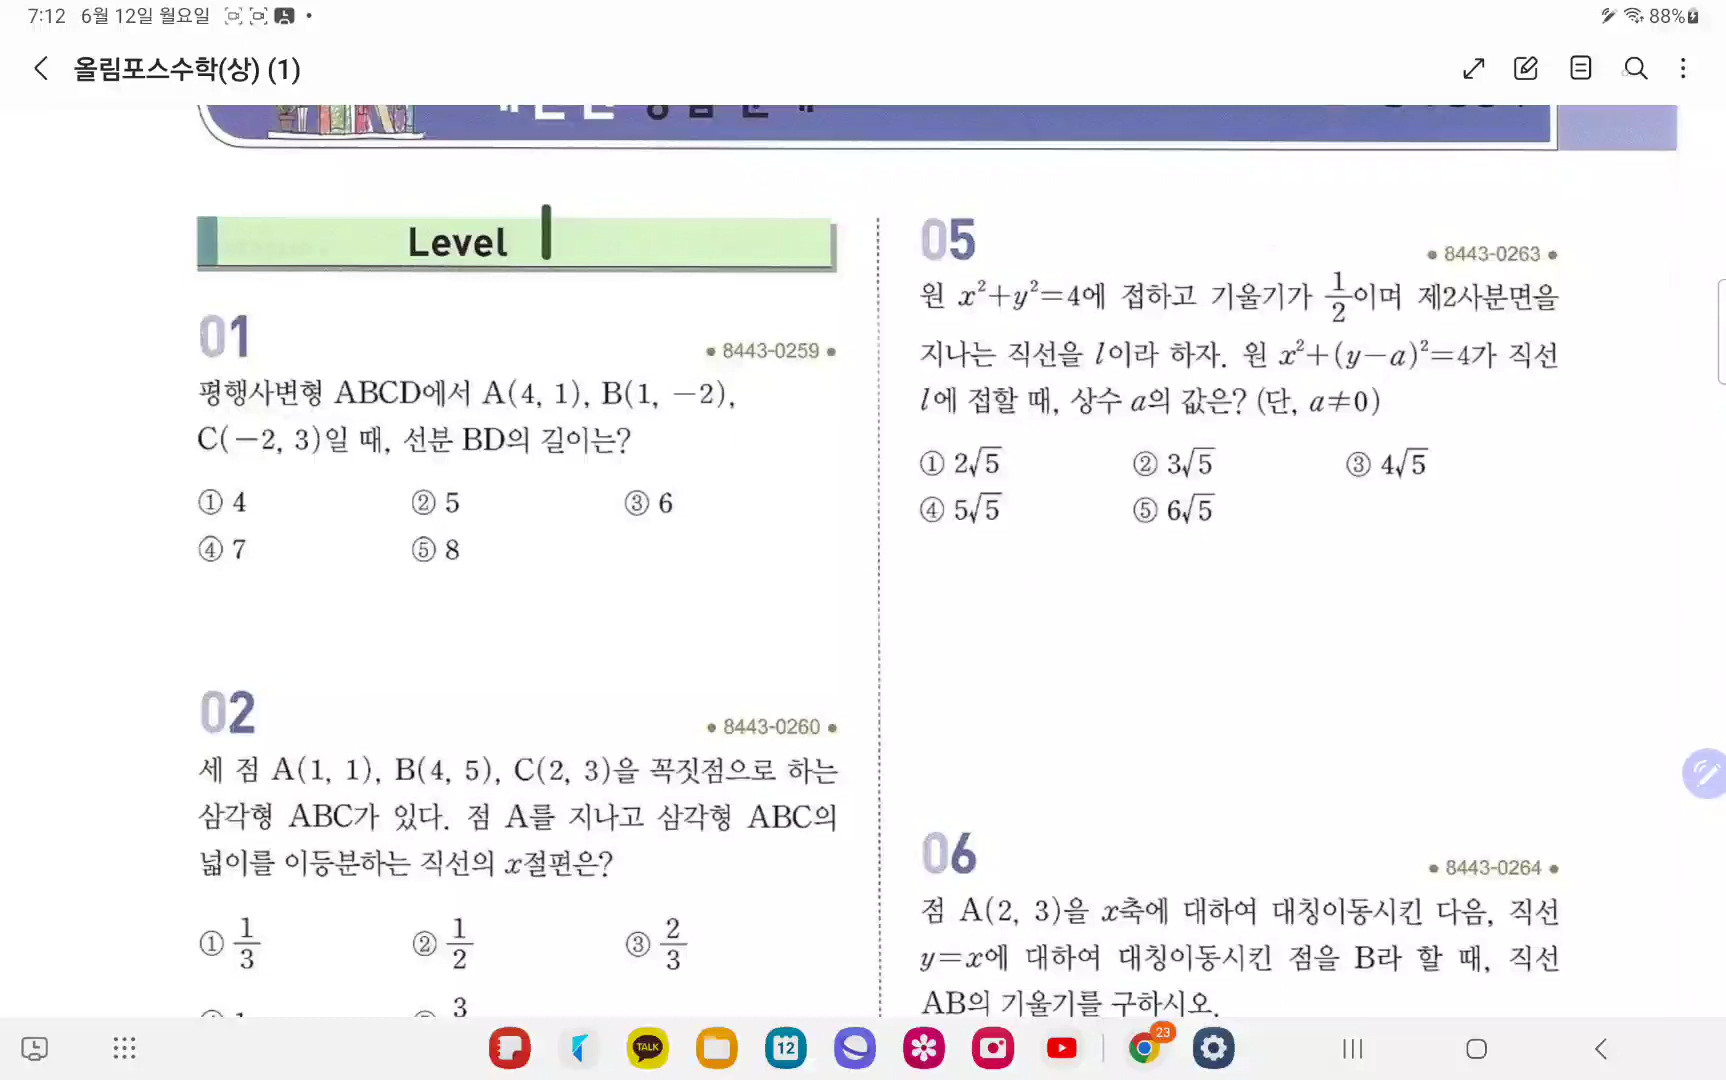 7:12 6월 12일 월요일
88%
올림포스수학(상) (1)
Level 1
01
8443-0259
평행사변형 ABCD에서 A(4, 1), B(1, −2),
C(−2, 3)일 때, 선분 BD의 길이는?
① 4 ② 5 ③ 6
④ 7 ⑤ 8
02
8443-0260
세 점 A(1, 1), B(4, 5), C(2, 3)을 꼭짓점으로 하는
삼각형 ABC가 있다. 점 A를 지나고 삼각형 ABC의
넓이를 이등분하는 직선의 x절편은?
① 1/3 ② 1/2 ③ 2/3
3
05
8443-0263
원 x²+y²=4에 접하고 기울기가 1/2이며 제2사분면을
지나는 직선을 l이라 하자. 원 x²+(y−a)²=4가 직선
l에 접할 때, 상수 a의 값은? (단, a≠0)
① 2√5 ② 3√5 ③ 4√5
④ 5√5 ⑤ 6√5
06
8443-0264
점 A(2, 3)을 x축에 대하여 대칭이동시킨 다음, 직선
y=x에 대하여 대칭이동시킨 점을 B라 할 때, 직선
AB의 기울기를 구하시오.
TALK
12
23